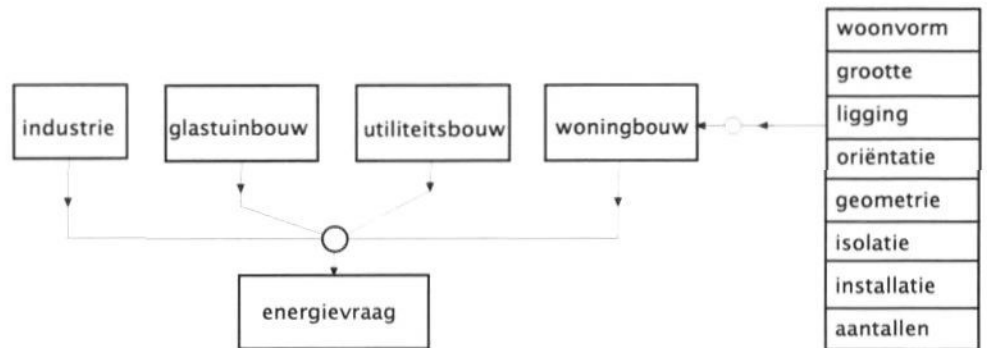 industrie
glastuinbouw
utiliteitsbouw
woningbouw
woonvorm
grootte
ligging
oriëntatie
geometrie
isolatie
installatie
aantallen
energievraag